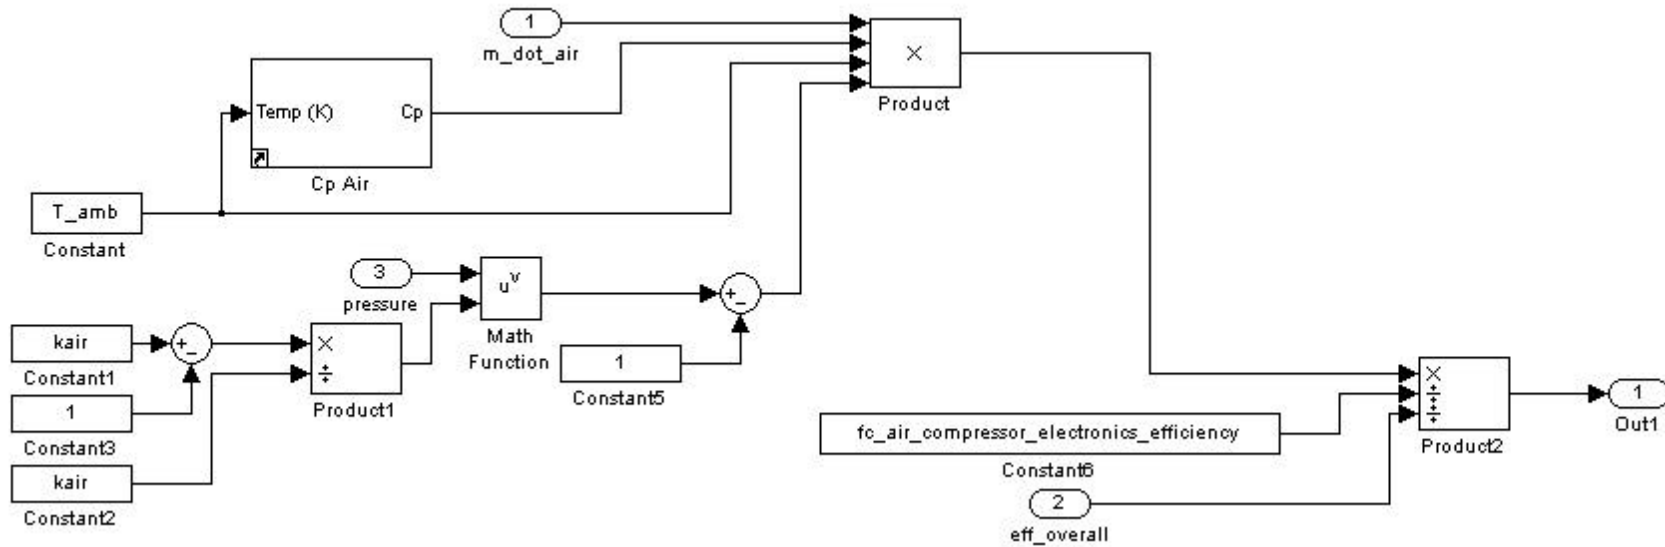 1
m_dot_air
×
Product
Temp (K)
Cp
Cp Air
T_amb
Constant
3
pressure
u^v
Math
Function
+
−
1
Constant5
kair
Constant1
+
−
1
Constant3
kair
Constant2
×
÷
Product1
fc_air_compressor_electronics_efficiency
Constant6
2
eff_overall
×
÷
÷
Product2
1
Out1